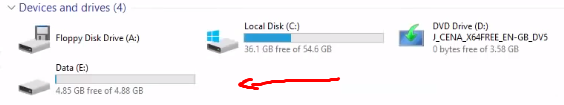 Devices and drives (4)
Floppy Disk Drive (A:)
Local Disk (C:)
36.1 GB free of 54.6 GB
DVD Drive (D:)
J_CENA_X64FREE_EN-GB_DV5
0 bytes free of 3.58 GB
Data (E:)
4.85 GB free of 4.88 GB